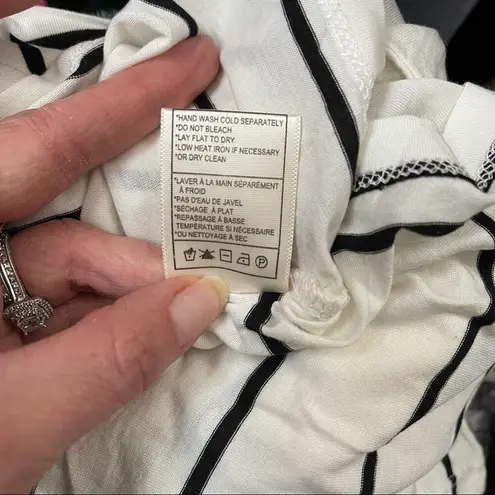 *HAND WASH COLD SEPARATELY
*DO NOT BLEACH
*LAY FLAT TO DRY
*LOW HEAT IRON IF NECESSARY
*OR DRY CLEAN
*LAVER À LA MAIN SÉPARÉMENT
À FROID
*PAS D'EAU DE JAVEL
*SÉCHAGE À PLAT
*REPASSAGE À BASSE
TEMPÉRATURE SI NÉCESSAIRE
*OU NETTOYAGE À SEC
P